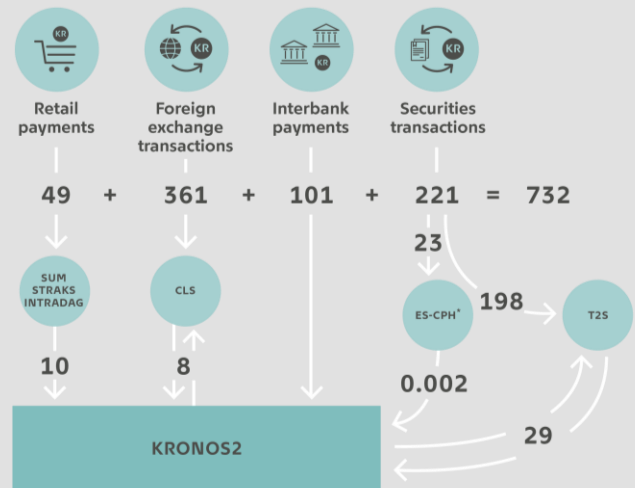 KR
KR
KR
KR
Retail
payments
Foreign
exchange
transactions
Interbank
payments
Securities
transactions
49 + 361 + 101 + 221 = 732
23
SUM
STRAKS
INTRADAG
CLS
ES-CPH*
198
T2S
10
8
0.002
29
KRONOS2